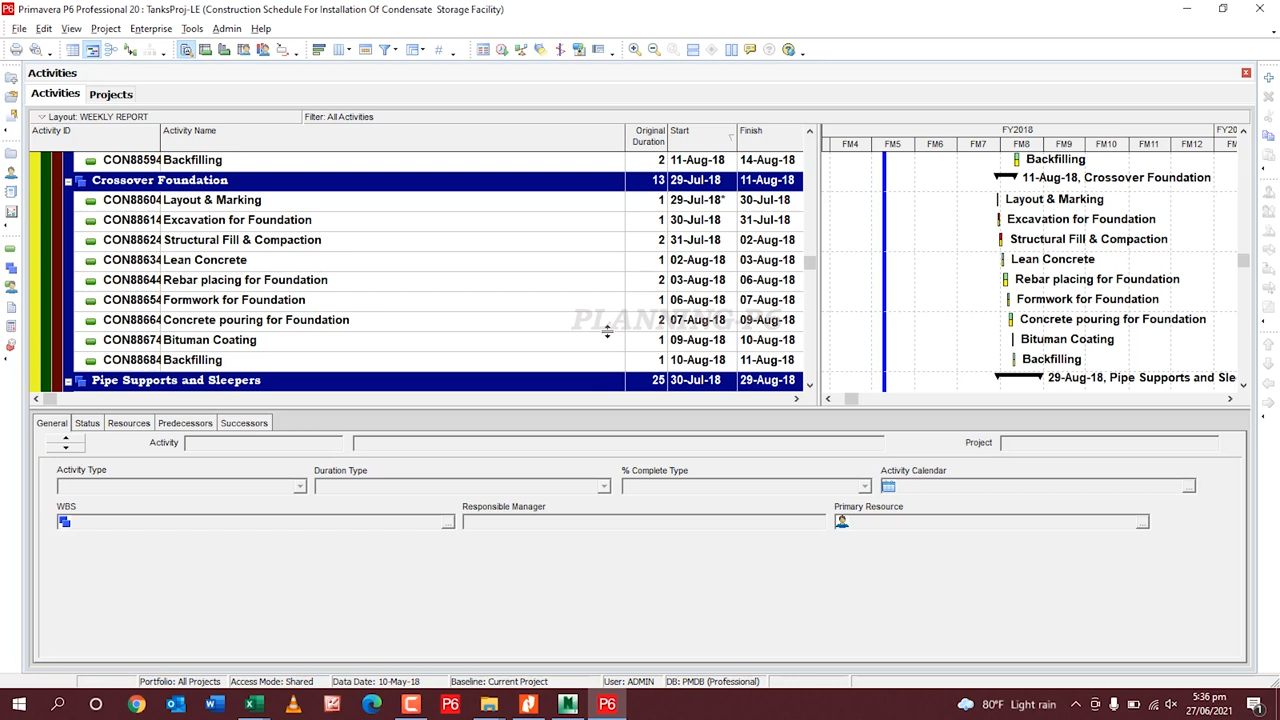 Primavera P6 Professional 20 : TanksProj-LE (Construction Schedule For Installation Of Condensate Storage Facility)
File Edit View Project Enterprise Tools Admin Help
Activities
Activities Projects
Layout: WEEKLY REPORT Filter: All Activities
Activity ID Activity Name Original Duration Start Finish FY2018 FY20
FM4 FM5 FM6 FM7 FM8 FM9 FM10 FM11 FM12
CON88594 Backfilling 2 11-Aug-18 14-Aug-18 Backfilling
Crossover Foundation 13 29-Jul-18 11-Aug-18 11-Aug-18, Crossover Foundation
CON88604 Layout & Marking 1 29-Jul-18* 30-Jul-18 Layout & Marking
CON88614 Excavation for Foundation 1 30-Jul-18 31-Jul-18 Excavation for Foundation
CON88624 Structural Fill & Compaction 2 31-Jul-18 02-Aug-18 Structural Fill & Compaction
CON88634 Lean Concrete 1 02-Aug-18 03-Aug-18 Lean Concrete
CON88644 Rebar placing for Foundation 2 03-Aug-18 06-Aug-18 Rebar placing for Foundation
CON88654 Formwork for Foundation 1 06-Aug-18 07-Aug-18 Formwork for Foundation
CON88664 Concrete pouring for Foundation 2 07-Aug-18 09-Aug-18 Concrete pouring for Foundation
PLANNING P6
CON88674 Bituman Coating 1 09-Aug-18 10-Aug-18 Bituman Coating
CON88684 Backfilling 1 10-Aug-18 11-Aug-18 Backfilling
Pipe Supports and Sleepers 25 30-Jul-18 29-Aug-18 29-Aug-18, Pipe Supports and Sle
General Status Resources Predecessors Successors
Activity Project
Activity Type Duration Type % Complete Type Activity Calendar
WBS Responsible Manager Primary Resource
Portfolio: All Projects Access Mode: Shared Data Date: 10-May-18 Baseline: Current Project User: ADMIN DB: PMDB (Professional)
80°F Light rain 5:36 pm
27/06/2021